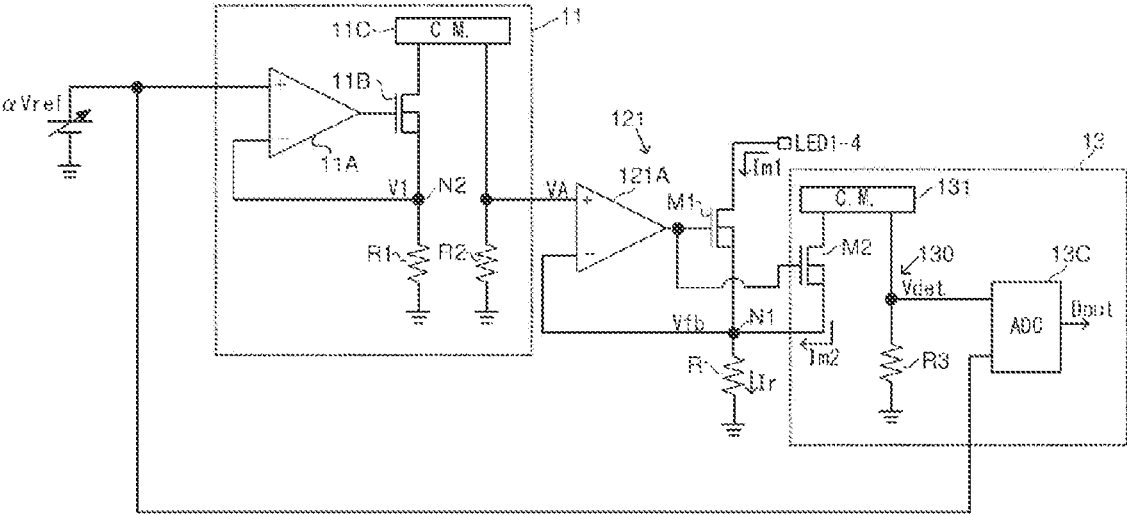 11
11C
C.M.
αVref
11B
11A
V1
N2
R1
R2
VA
121
121A
LED1-4
Im1
M1
13
131
C.M.
M2
130
Vdet
13C
ADC
Dout
Vfb
N1
Im2
R
Ir
R3